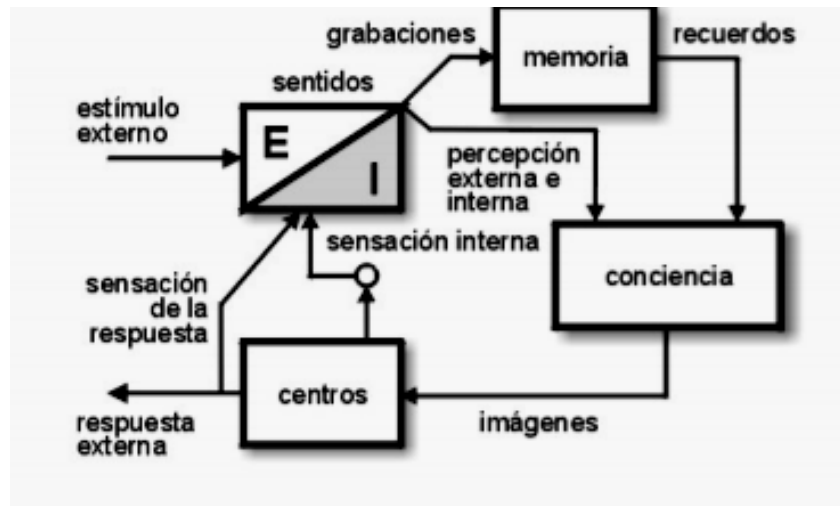 grabaciones
memoria
recuerdos
sentidos
estímulo
externo
E
I
percepción
externa e
interna
sensación interna
conciencia
sensación
de la
respuesta
centros
respuesta
externa
imágenes